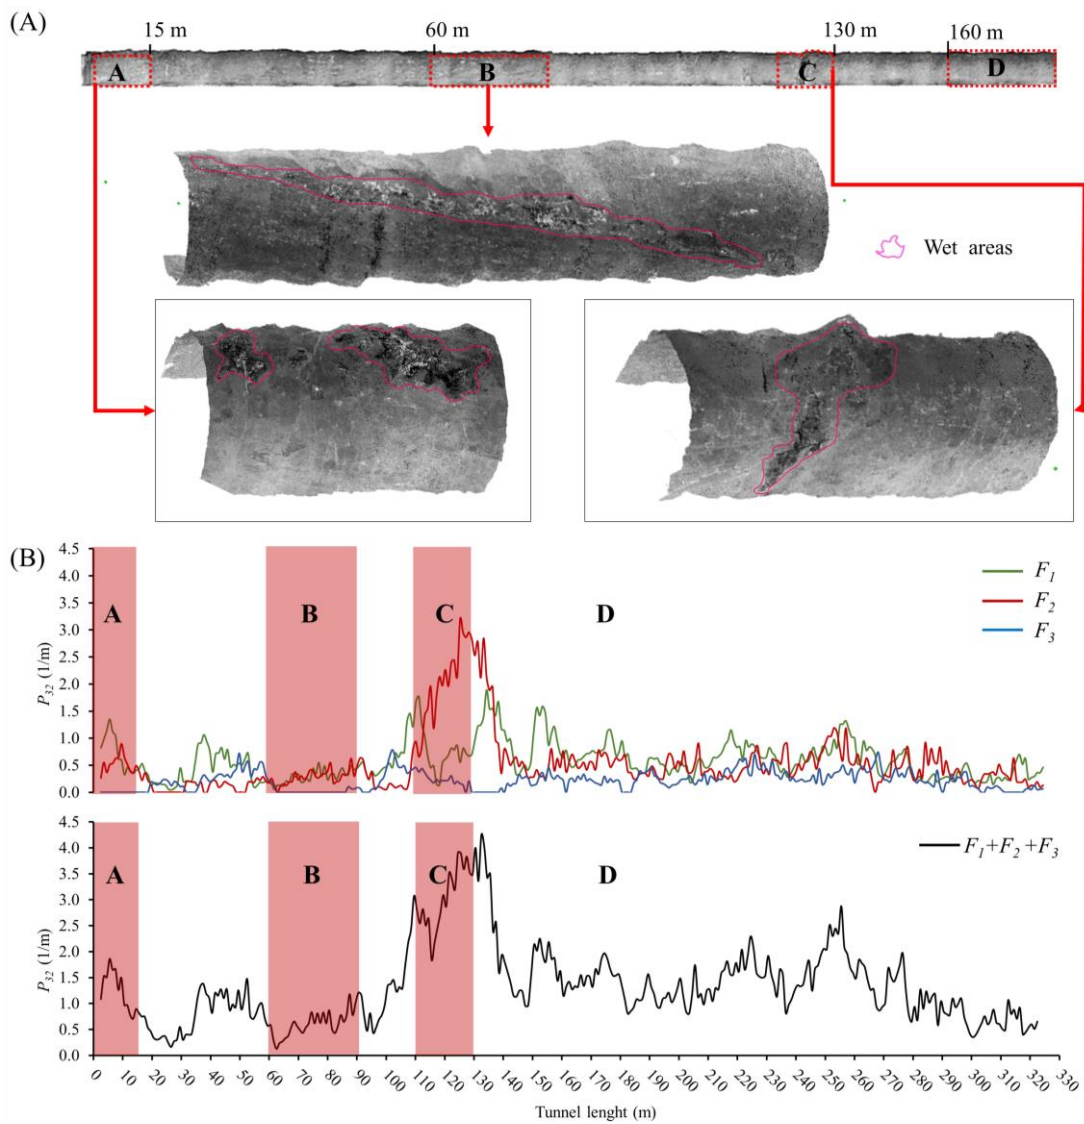 (A)
15 m
60 m
130 m
160 m
A
B
C
D
Wet areas
(B)
4.5
4.0
3.5
3.0
2.5
2.0
1.5
1.0
0.5
0.0
P32 (1/m)
A
B
C
D
F1
F2
F3
4.5
4.0
3.5
3.0
2.5
2.0
1.5
1.0
0.5
0.0
P32 (1/m)
A
B
C
D
F1+F2+F3
0 10 20 30 40 50 60 70 80 90 100 110 120 130 140 150 160 170 180 190 200 210 220 230 240 250 260 270 280 290 300 310 320 330
Tunnel lenght (m)